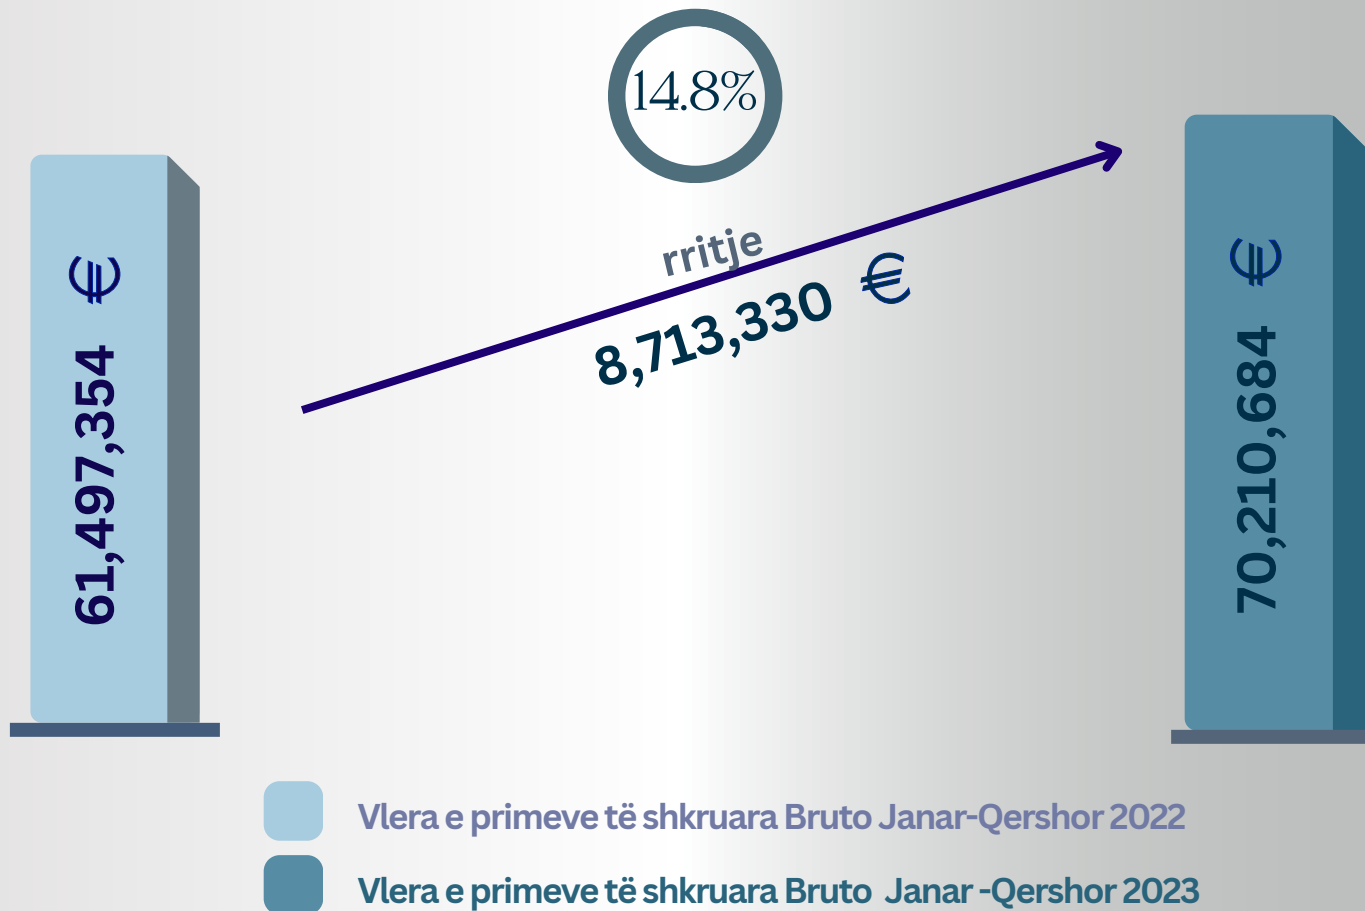 14.8%
rritje
8,713,330 €
61,497,354 €
70,210,684 €
Vlera e primeve të shkruara Bruto Janar-Qershor 2022
Vlera e primeve të shkruara Bruto Janar -Qershor 2023